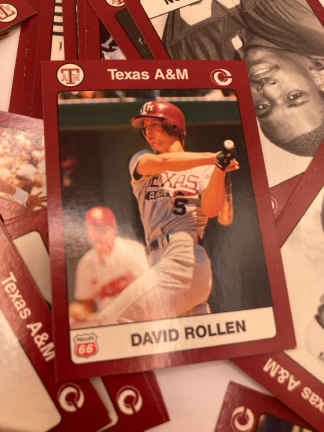 Texas A&M
TEXAS
5
PHILLIPS
66
DAVID ROLLEN
Texas A&M
Texas A&M